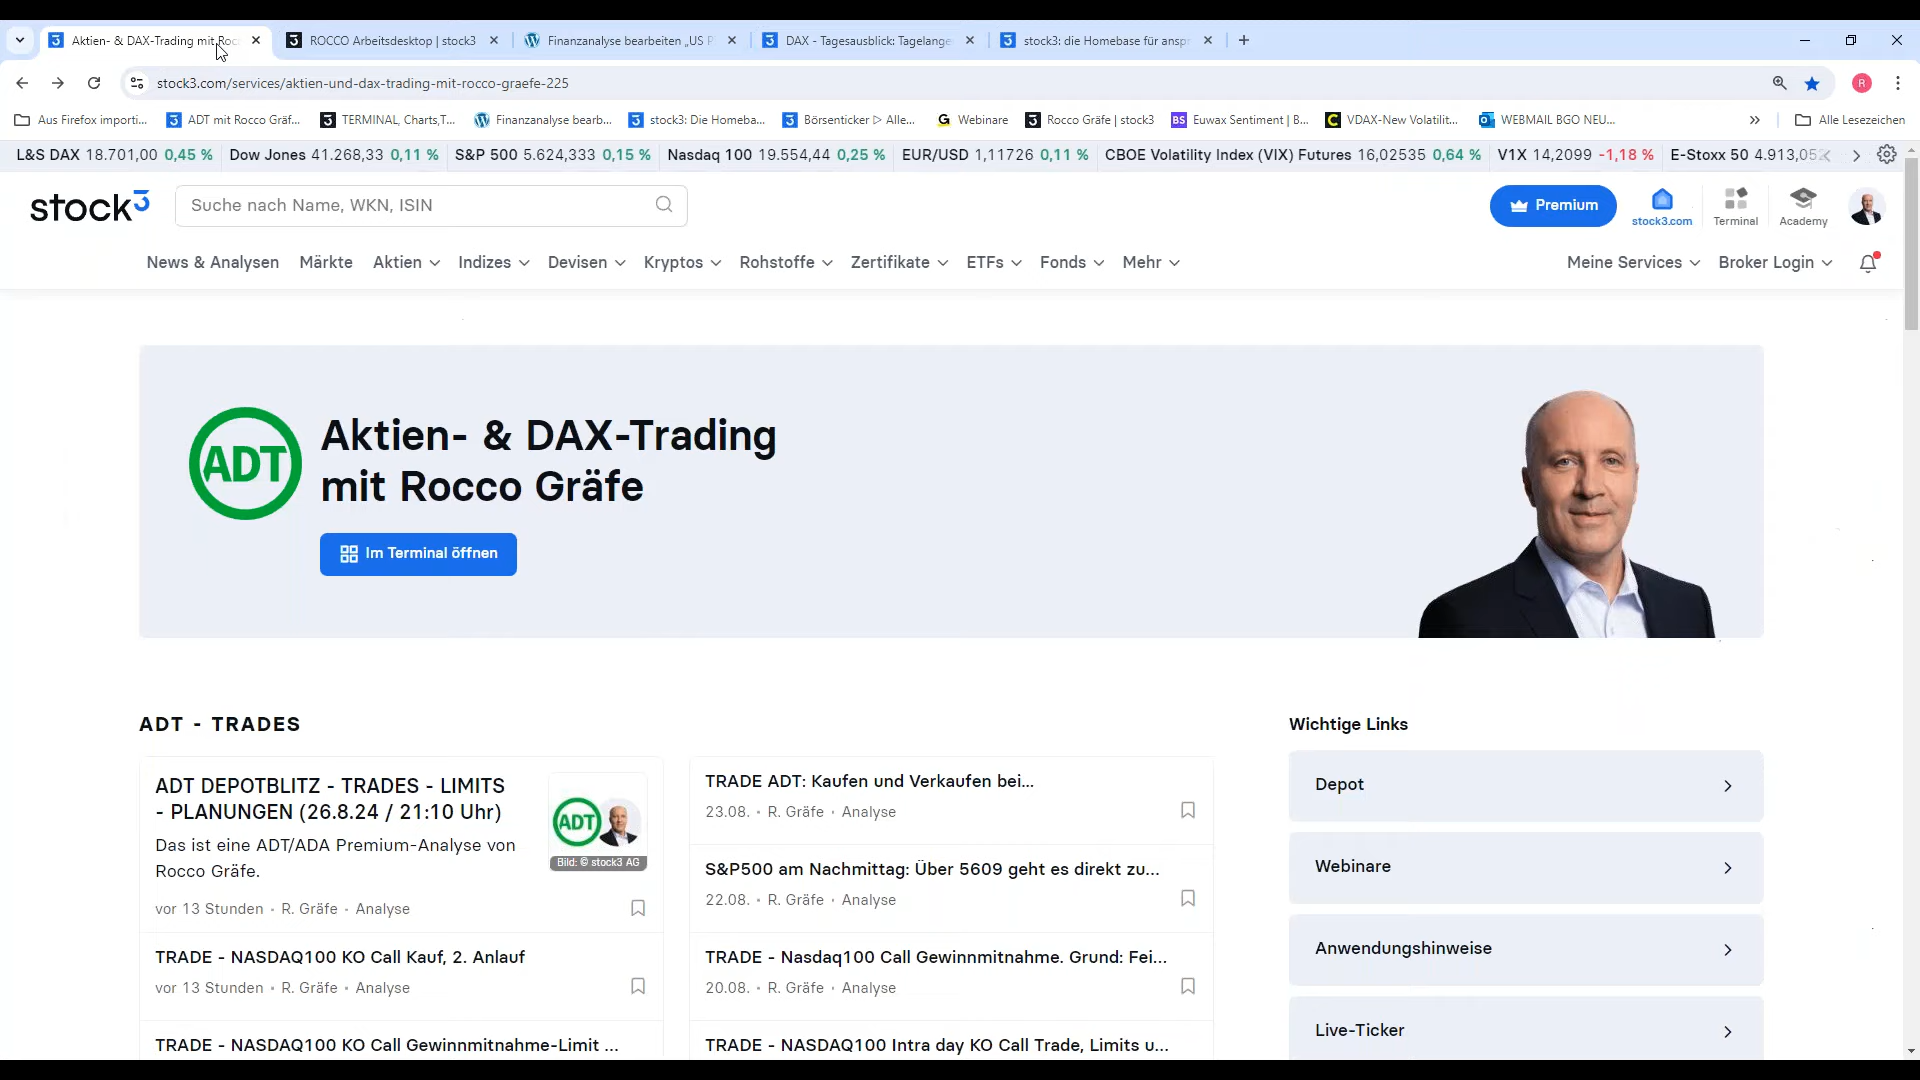 Aktien- & DAX-Trading mit Roc
ROCCO Arbeitsdesktop | stock3
Finanzanalyse bearbeiten „US P
DAX - Tagesausblick: Tagelange
stock3: die Homebase für ansp
stock3.com/services/aktien-und-dax-trading-mit-rocco-graefe-225
R
Aus Firefox importi...
ADT mit Rocco Gräf...
TERMINAL, Charts,T...
Finanzanalyse bearb...
stock3: Die Homeba...
Börsenticker ▷ Alle...
Webinare
Rocco Gräfe | stock3
Euwax Sentiment | B...
VDAX-New Volatilit...
WEBMAIL BGO NEU...
Alle Lesezeichen
L&S DAX 18.701,00 0,45 % Dow Jones 41.268,33 0,11 % S&P 500 5.624,333 0,15 % Nasdaq 100 19.554,44 0,25 % EUR/USD 1,11726 0,11 % CBOE Volatility Index (VIX) Futures 16,02535 0,64 % V1X 14,2099 -1,18 % E-Stoxx 50 4.913,052
stock3
Suche nach Name, WKN, ISIN
Premium
stock3.com
Terminal
Academy
News & Analysen Märkte Aktien Indizes Devisen Kryptos Rohstoffe Zertifikate ETFs Fonds Mehr
Meine Services Broker Login
ADT
Aktien- & DAX-Trading
mit Rocco Gräfe
Im Terminal öffnen
ADT - TRADES
ADT DEPOTBLITZ - TRADES - LIMITS
- PLANUNGEN (26.8.24 / 21:10 Uhr)
Das ist eine ADT/ADA Premium-Analyse von
Rocco Gräfe.
ADT
Bild: © stock3 AG
vor 13 Stunden • R. Gräfe • Analyse
TRADE - NASDAQ100 KO Call Kauf, 2. Anlauf
vor 13 Stunden • R. Gräfe • Analyse
TRADE - NASDAQ100 KO Call Gewinnmitnahme-Limit ...
TRADE ADT: Kaufen und Verkaufen bei...
23.08. • R. Gräfe • Analyse
S&P500 am Nachmittag: Über 5609 geht es direkt zu...
22.08. • R. Gräfe • Analyse
TRADE - Nasdaq100 Call Gewinnmitnahme. Grund: Fei...
20.08. • R. Gräfe • Analyse
TRADE - NASDAQ100 Intra day KO Call Trade, Limits u...
Wichtige Links
Depot
Webinare
Anwendungshinweise
Live-Ticker